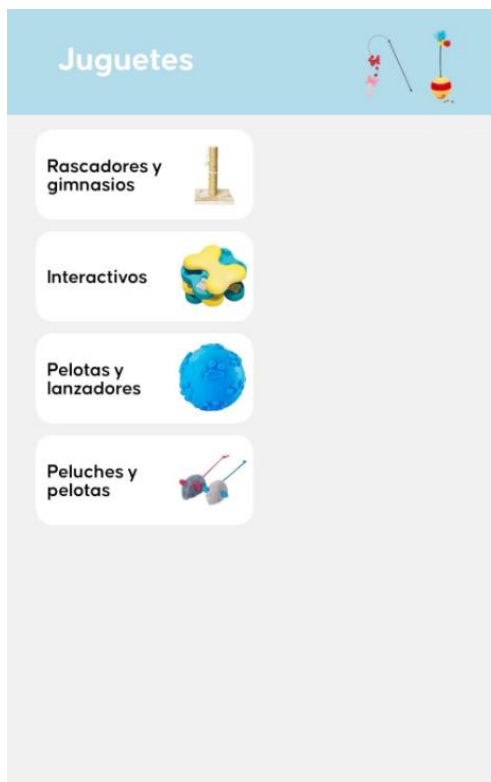 Juguetes
Rascadores y
gimnasios
Interactivos
Pelotas y
lanzadores
Peluches y
pelotas